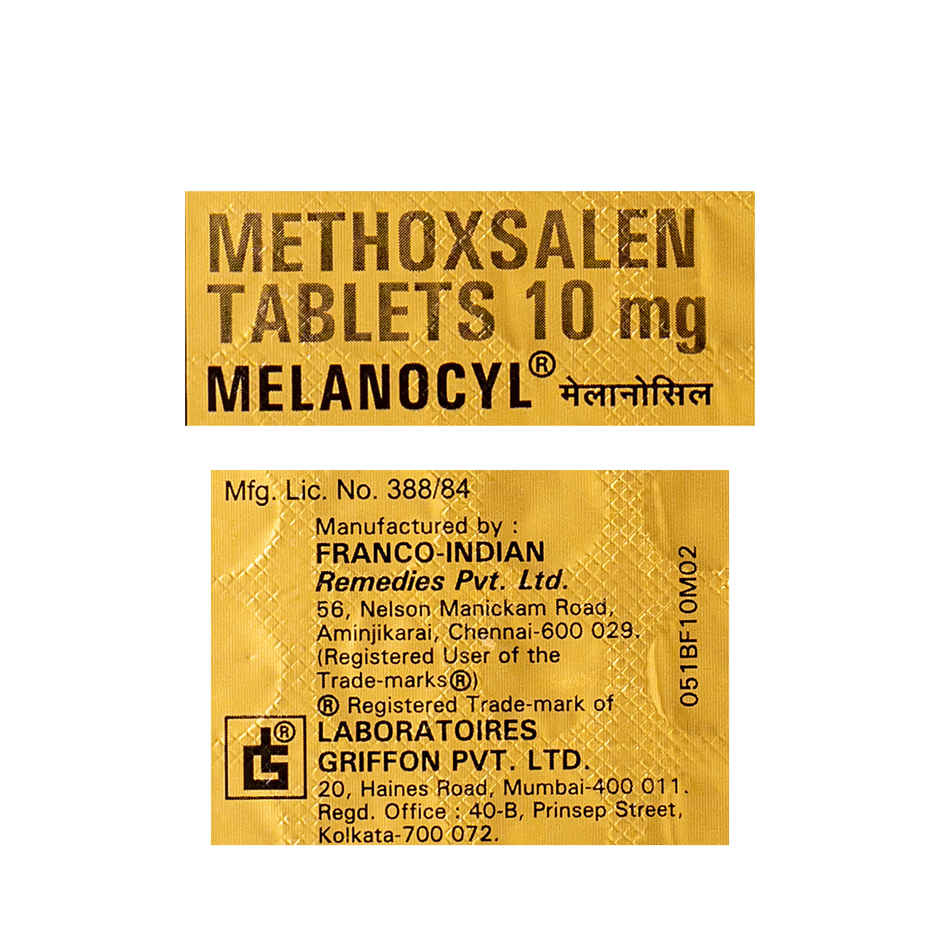 METHOXSALEN
TABLETS 10 mg
MELANOCYL® मेलानोसिल
Mfg. Lic. No. 388/84
Manufactured by :
FRANCO-INDIAN
Remedies Pvt. Ltd.
56, Nelson Manickam Road,
Aminjikarai, Chennai-600 029.
(Registered User of the
Trade-marks®)
® Registered Trade-mark of
LABORATOIRES
GRIFFON PVT. LTD.
20, Haines Road, Mumbai-400 011.
Regd. Office : 40-B, Prinsep Street,
Kolkata-700 072.
®
051BF10M02